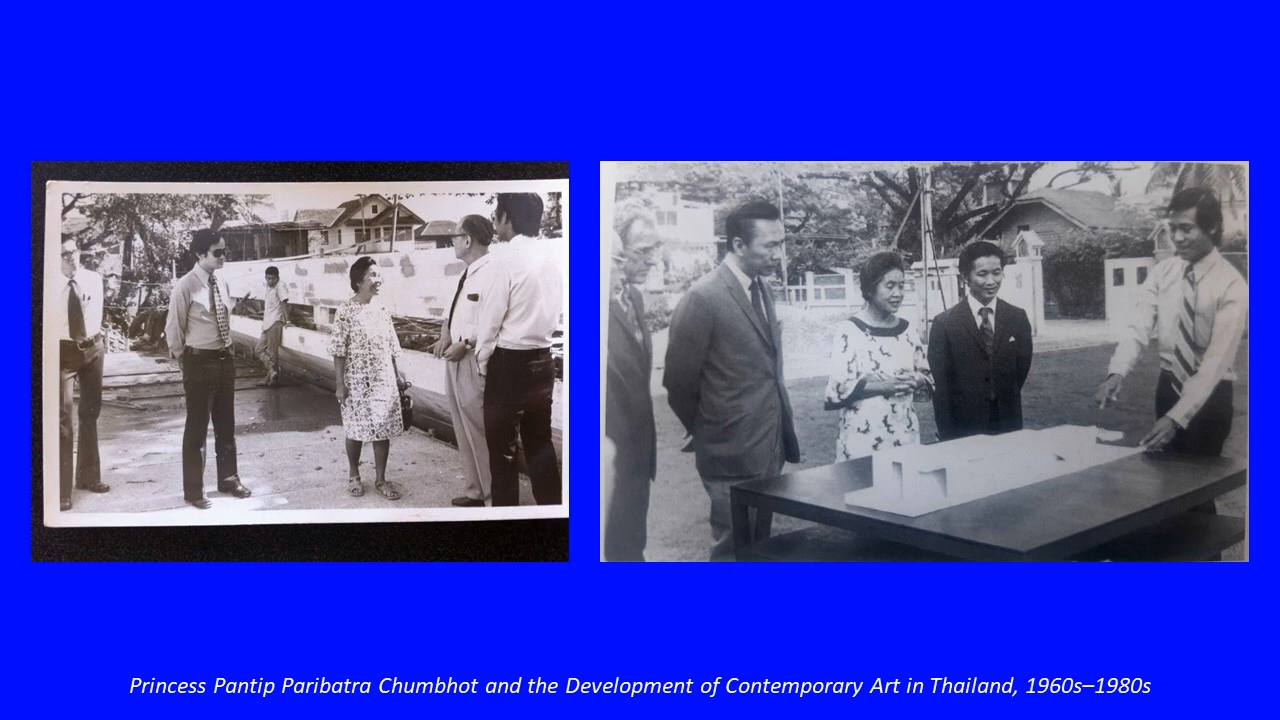 Princess Pantip Paribatra Chumbhot and the Development of Contemporary Art in Thailand, 1960s–1980s